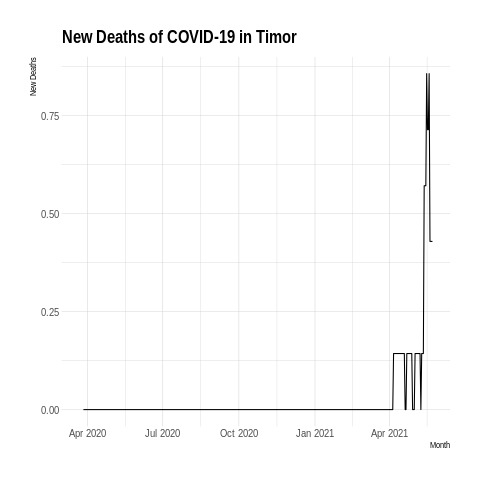 New Deaths of COVID-19 in Timor
New Deaths
0.75
0.50
0.25
0.00
Apr 2020 Jul 2020 Oct 2020 Jan 2021 Apr 2021
Month